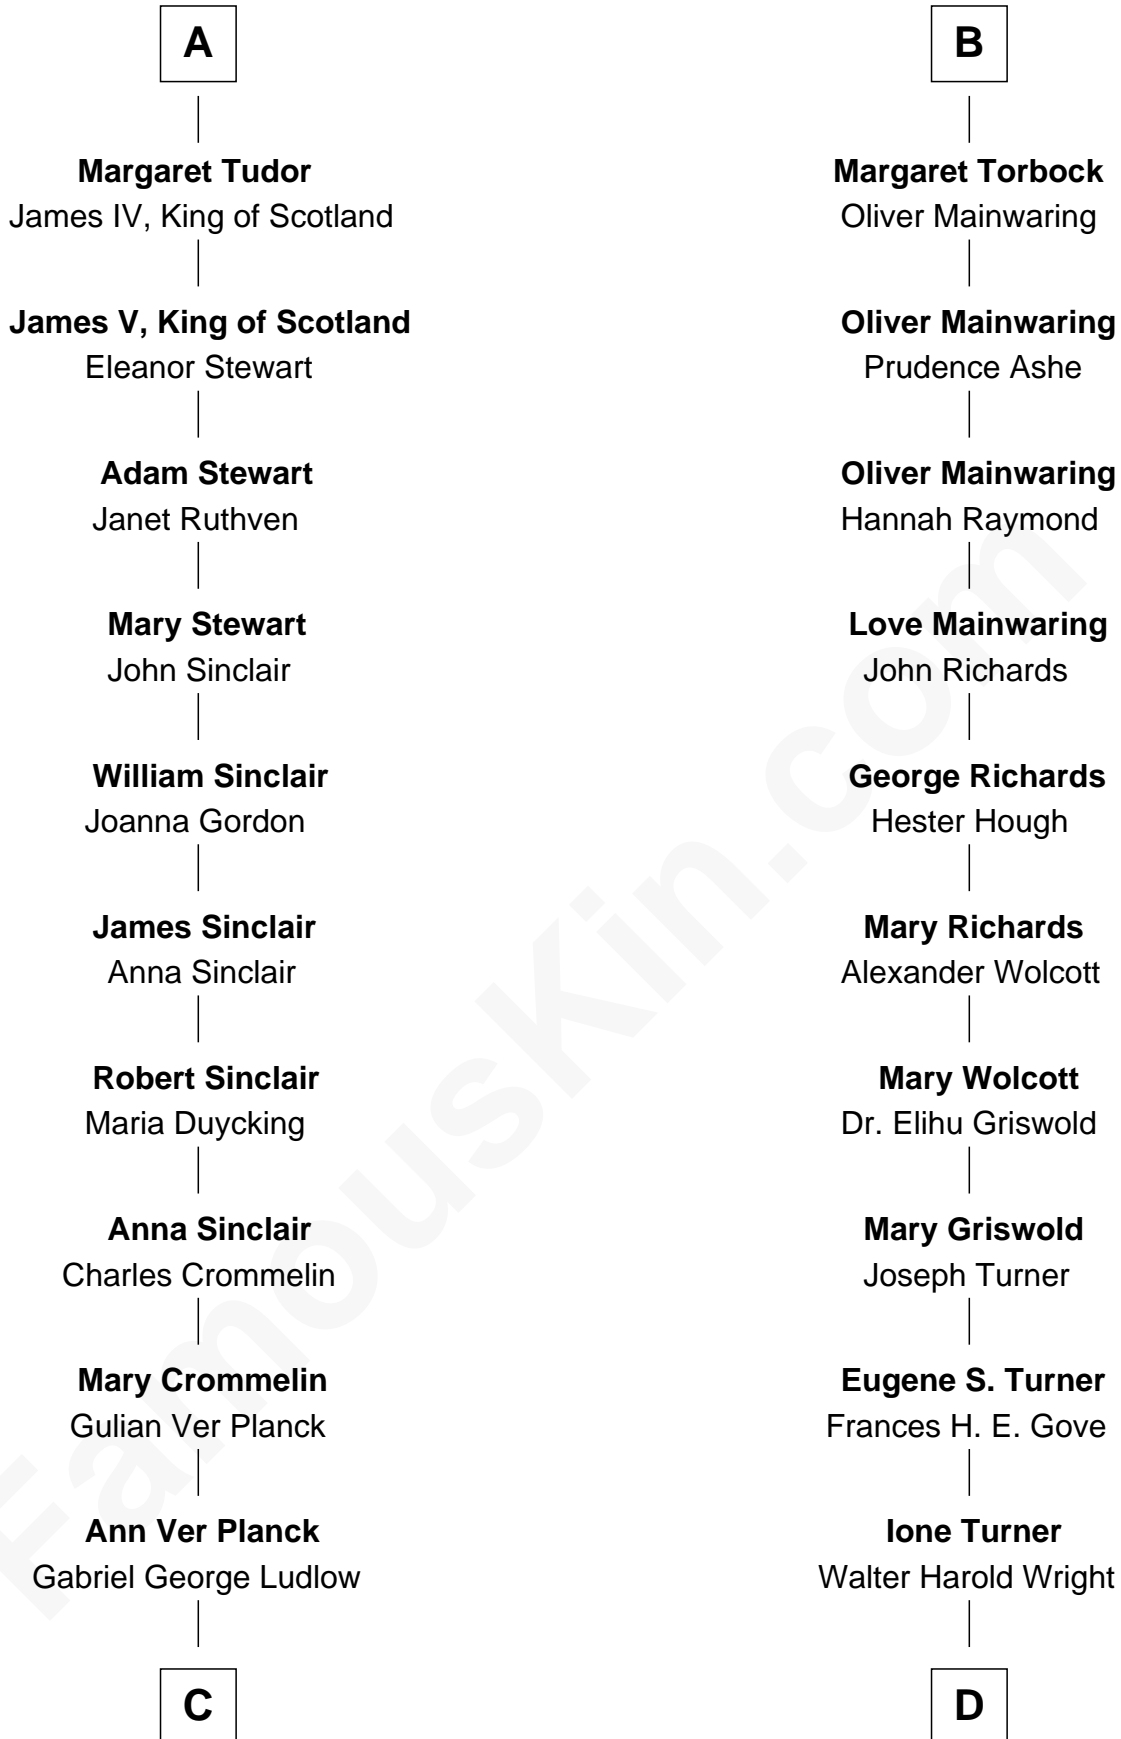 A
Margaret Tudor
James IV, King of Scotland
James V, King of Scotland
Eleanor Stewart
Adam Stewart
Janet Ruthven
Mary Stewart
John Sinclair
William Sinclair
Joanna Gordon
James Sinclair
Anna Sinclair
Robert Sinclair
Maria Duycking
Anna Sinclair
Charles Crommelin
Mary Crommelin
Gulian Ver Planck
Ann Ver Planck
Gabriel George Ludlow
C
B
Margaret Torbock
Oliver Mainwaring
Oliver Mainwaring
Prudence Ashe
Oliver Mainwaring
Hannah Raymond
Love Mainwaring
John Richards
George Richards
Hester Hough
Mary Richards
Alexander Wolcott
Mary Wolcott
Dr. Elihu Griswold
Mary Griswold
Joseph Turner
Eugene S. Turner
Frances H. E. Gove
Ione Turner
Walter Harold Wright
D
FamousKin.com